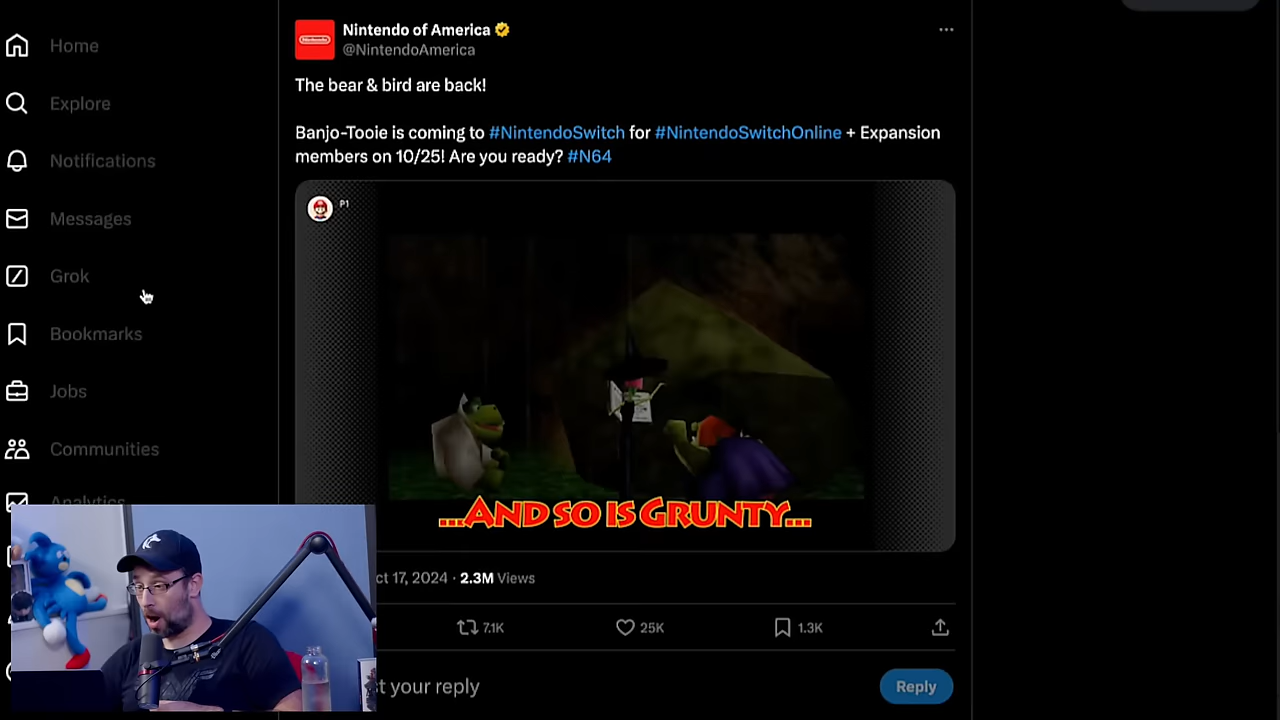 Home
Explore
Notifications
Messages
Grok
Bookmarks
Jobs
Communities
Analytics
Nintendo of America
@NintendoAmerica
The bear & bird are back!
Banjo-Tooie is coming to #NintendoSwitch for #NintendoSwitchOnline + Expansion
members on 10/25! Are you ready? #N64
P1
...AND SO IS GRUNTY...
ct 17, 2024 · 2.3M Views
7.1K
25K
1.3K
t your reply
Reply